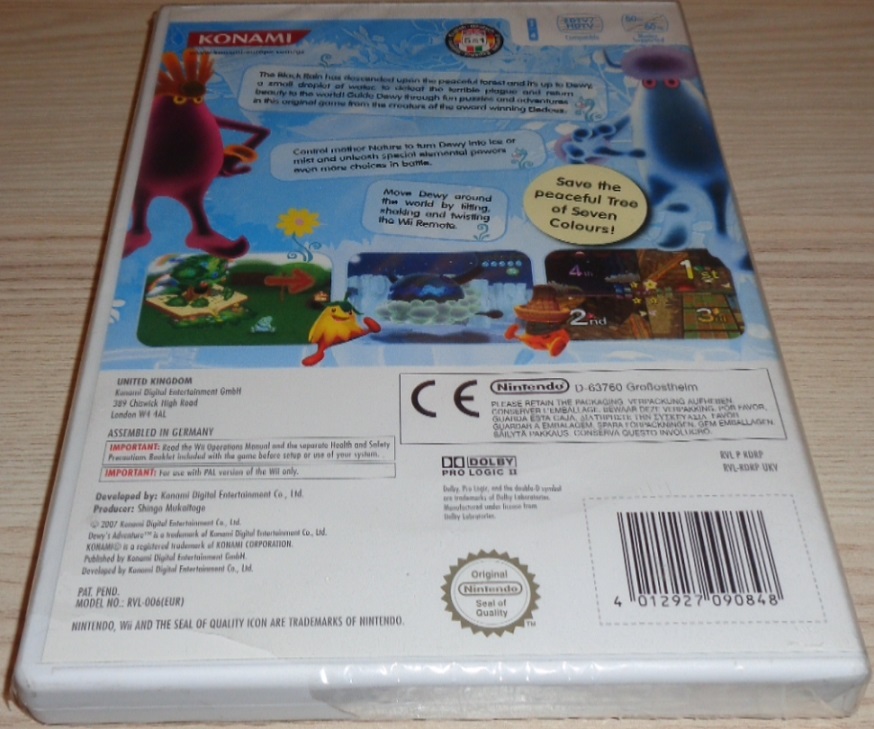 KONAMI
5 in 1
The Black Rain has descended upon the peaceful forest and it's up to Dewy,
a small droplet of water, to defeat the terrible plague and return
beauty to the world! Guide Dewy through fun puzzles and adventures
in this original game from the creators of the award winning Elebits.
Control mother Nature to turn Dewy into ice or
mist and unleash special elemental powers
even more choices in battle.
Move Dewy around
the world by tilting,
shaking and twisting
the Wii Remote.
Save the
peaceful Tree
of Seven
Colours!
4th
1st
2nd
3rd
UNITED KINGDOM
Konami Digital Entertainment GmbH
389 Chiswick High Road
London W4 4AL
ASSEMBLED IN GERMANY
IMPORTANT: Read the Wii Operations Manual and the separate Health and Safety
Precautions Booklet included with the game before setup or use of your system.
IMPORTANT: For use with PAL version of the Wii only.
Developed by: Konami Digital Entertainment Co., Ltd.
Producer: Shingo Mukaitoge
© 2007 Konami Digital Entertainment Co., Ltd.
Dewy's Adventure™ is a trademark of Konami Digital Entertainment Co., Ltd.
KONAMI® is a registered trademark of KONAMI CORPORATION.
Published by Konami Digital Entertainment GmbH.
Developed by Konami Digital Entertainment Co., Ltd.
PAT. PEND.
MODEL NO.: RVL-006(EUR)
NINTENDO, Wii AND THE SEAL OF QUALITY ICON ARE TRADEMARKS OF NINTENDO.
CE Nintendo D-63760 Großostheim
PLEASE RETAIN THE PACKAGING. VERPACKUNG AUFHEBEN.
CONSERVER L'EMBALLAGE. BEWAAR DEZE VERPAKKING. POR FAVOR,
GUARDA ESTA CAJA. ΔΙΑΤΗΡΗΣΤΕ ΤΗΝ ΣΥΣΚΕΥΑΣΙΑ. FAVOR
GUARDAR A EMBALAGEM. SPARA FÖRPACKNINGEN. GEM EMBALLAGEN.
SÄILYTÄ PAKKAUS. CONSERVA QUESTO INVOLUCRO.
DOLBY
PRO LOGIC II
Dolby, Pro Logic, and the double-D symbol
are trademarks of Dolby Laboratories.
Manufactured under license from
Dolby Laboratories.
RVL P RDRP
RVL-RDRP UKV
Original
Nintendo
Seal of
Quality
TM
4 012927 090848